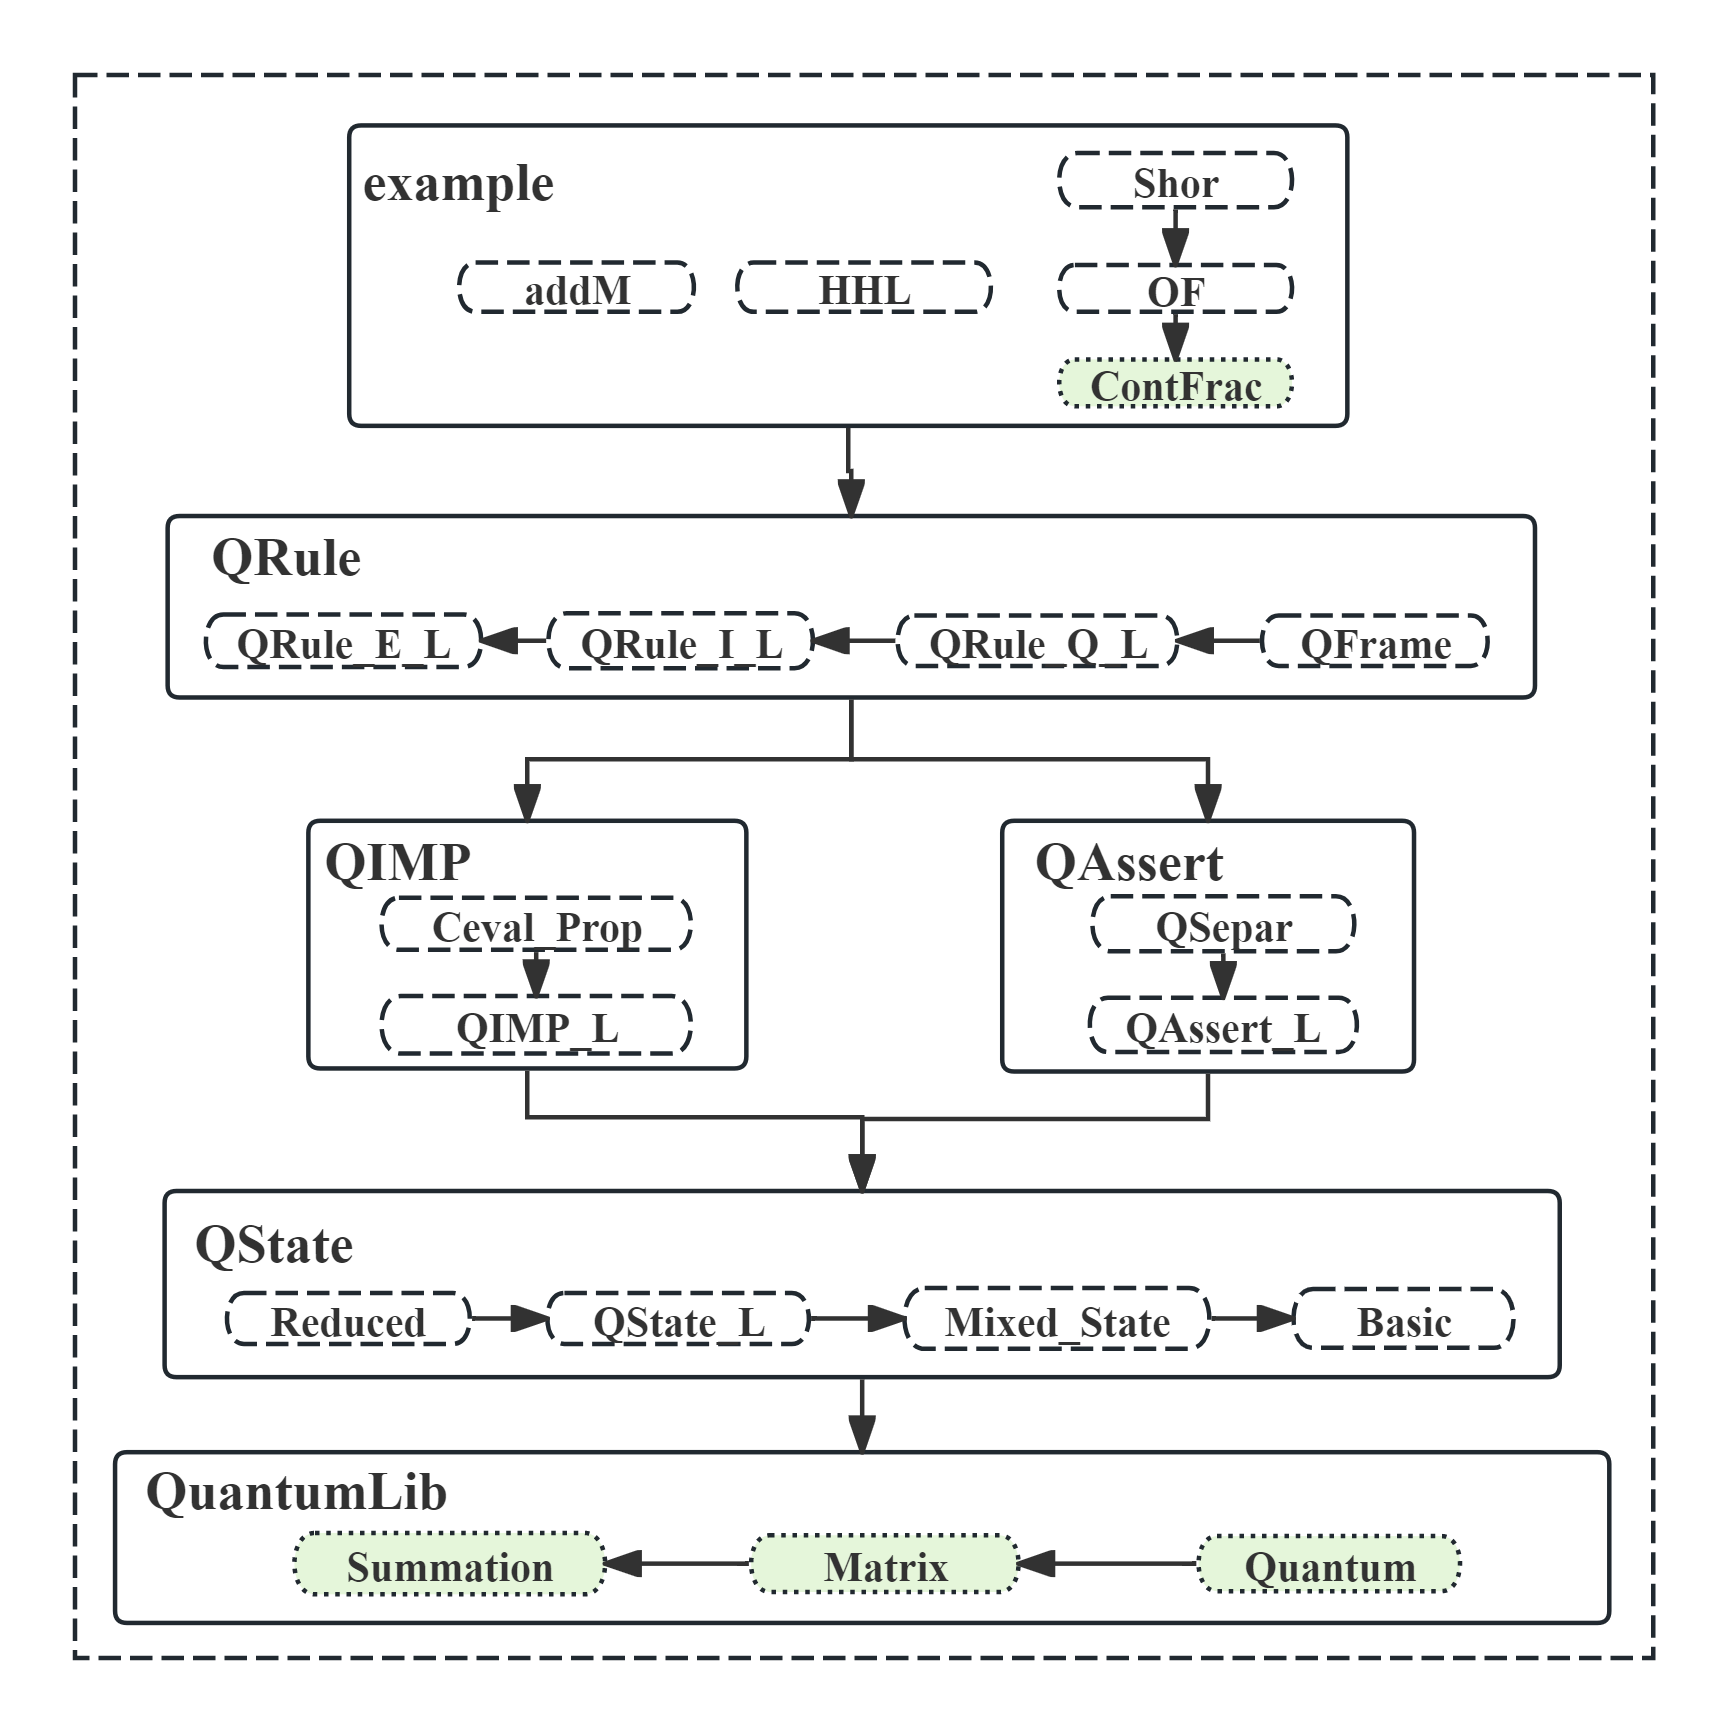 example
Shor
addM
HHL
OF
ContFrac
QRule
QRule_E_L
QRule_I_L
QRule_Q_L
QFrame
QIMP
Ceval_Prop
QIMP_L
QAssert
QSepar
QAssert_L
QState
Reduced
QState_L
Mixed_State
Basic
QuantumLib
Summation
Matrix
Quantum